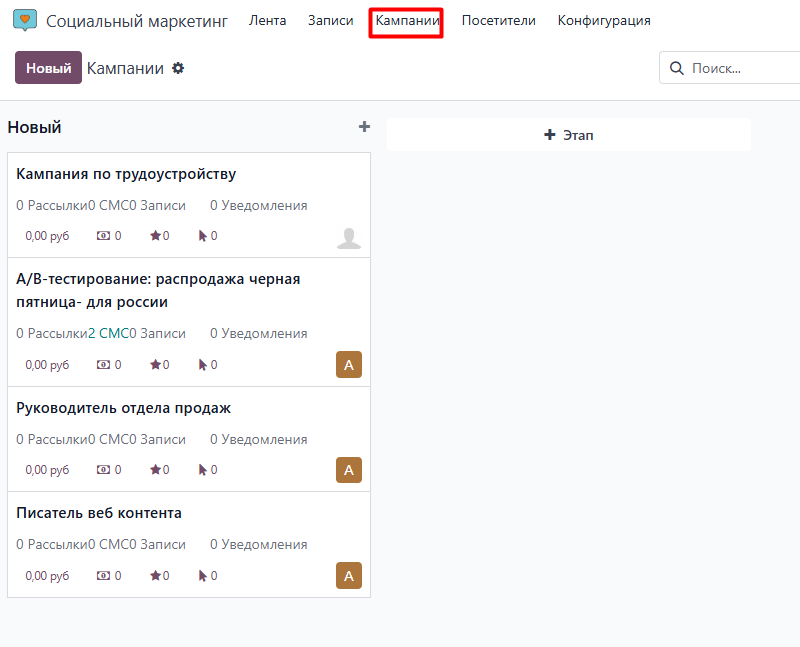 Социальный маркетинг Лента Записи Кампании Посетители Конфигурация
Новый Кампании Поиск...
Новый + + Этап
Кампания по трудоустройству
0 Рассылки0 СМС0 Записи 0 Уведомления
0,00 руб 0 0 0
A/B-тестирование: распродажа черная
пятница- для россии
0 Рассылки2 СМС0 Записи 0 Уведомления
0,00 руб 0 0 0 A
Руководитель отдела продаж
0 Рассылки0 СМС0 Записи 0 Уведомления
0,00 руб 0 0 0 A
Писатель веб контента
0 Рассылки0 СМС0 Записи 0 Уведомления
0,00 руб 0 0 0 A